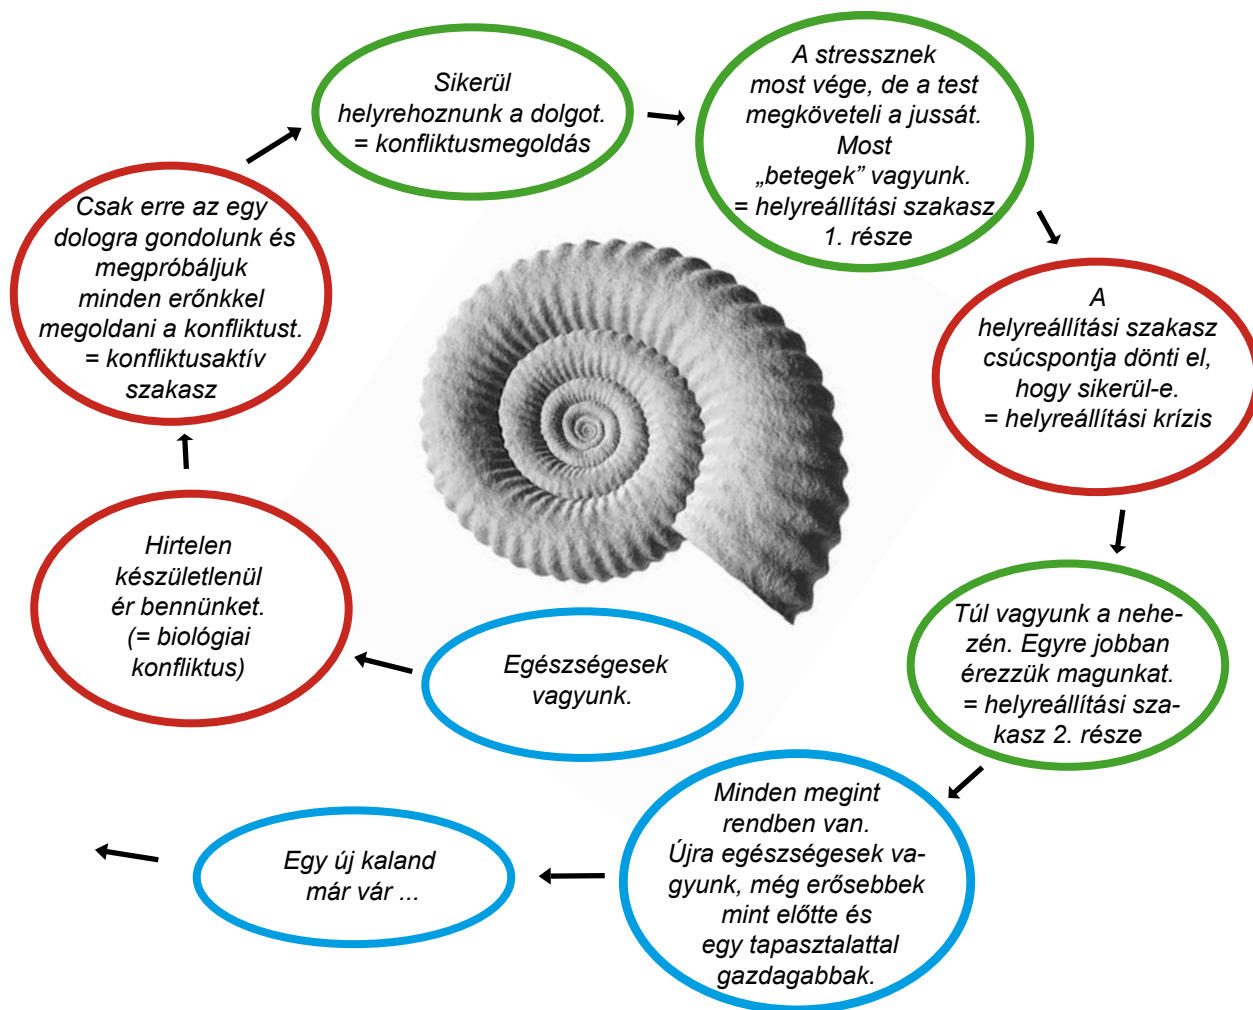 Egészségesek
vagyunk.
Hirtelen
készületlenül
ér bennünket.
(= biológiai
konfliktus)
Csak erre az egy
dologra gondolunk és
megpróbáljuk
minden erőnkkel
megoldani a konfliktust.
= konfliktusaktív
szakasz
Sikerül
helyrehoznunk a dolgot.
= konfliktusmegoldás
A stressznek
most vége, de a test
megköveteli a jussát.
Most
„betegek” vagyunk.
= helyreállítási szakasz
1. része
A
helyreállítási szakasz
csúcspontja dönti el,
hogy sikerül-e.
= helyreállítási krízis
Túl vagyunk a nehe-
zén. Egyre jobban
érezzük magunkat.
= helyreállítási sza-
kasz 2. része
Minden megint
rendben van.
Újra egészségesek va-
gyunk, még erősebbek
mint előtte és
egy tapasztalattal
gazdagabbak.
Egy új kaland
már vár ...